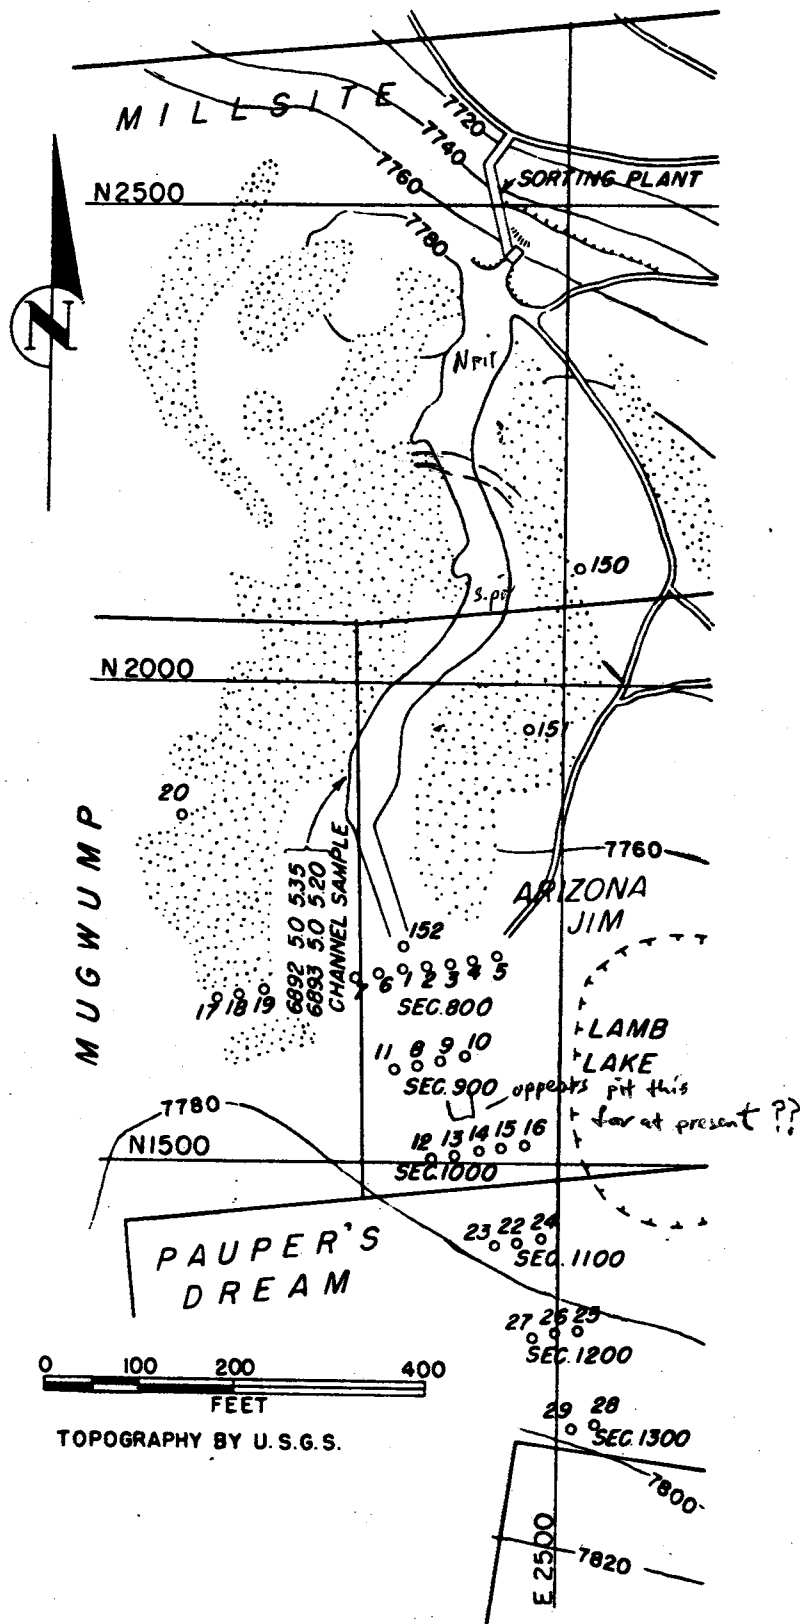 MILLSITE
7720
7740
7760
SORTING PLANT
N2500
7780
N
N pit
150
S. pit
N2000
151
20
MUGWUMP
7760
ARIZONA
JIM
6892 5.0 5.35
6893 5.0 5.20
CHANNEL SAMPLE
152
17 18 19
7 6 1 2 3 4 5
SEC. 800
LAMB
LAKE
11 8 9 10
SEC. 900
appears pit this
far at present ??
7780
N1500
12 13 14 15 16
SEC. 1000
PAUPER'S
DREAM
23 22 24
SEC. 1100
27 26 25
SEC. 1200
0 100 200 400
FEET
TOPOGRAPHY BY U.S.G.S.
29 28
SEC. 1300
7800
E 2500
7820